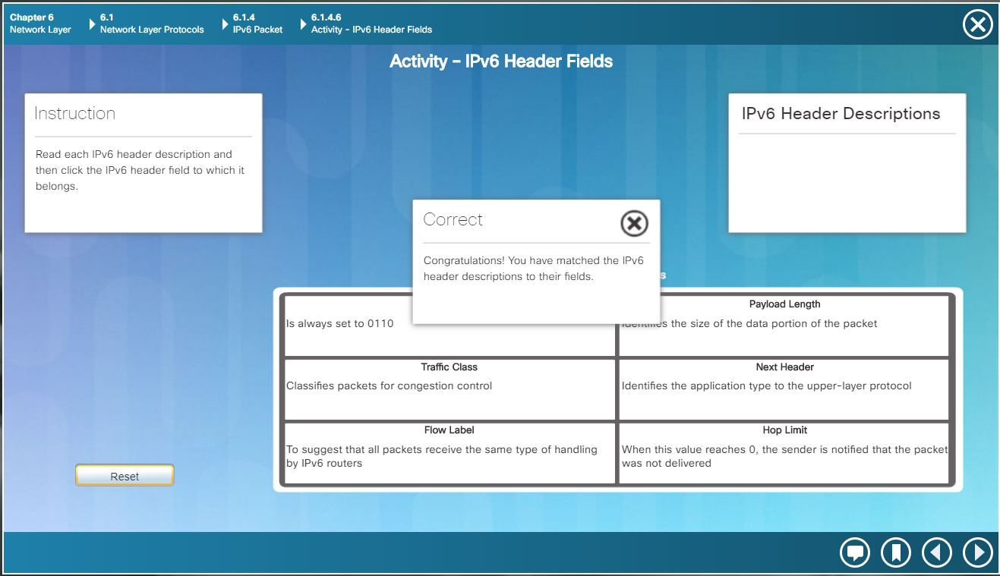 Chapter 6
Network Layer
6.1
Network Layer Protocols
6.1.4
IPv6 Packet
6.1.4.6
Activity – IPv6 Header Fields
Activity – IPv6 Header Fields
Instruction
Read each IPv6 header description and
then click the IPv6 header field to which it
belongs.
IPv6 Header Descriptions
Correct
Congratulations! You have matched the IPv6
header descriptions to their fields.
s
Is always set to 0110
Payload Length
Identifies the size of the data portion of the packet
Traffic Class
Classifies packets for congestion control
Next Header
Identifies the application type to the upper-layer protocol
Flow Label
To suggest that all packets receive the same type of handling
by IPv6 routers
Hop Limit
When this value reaches 0, the sender is notified that the packet
was not delivered
Reset